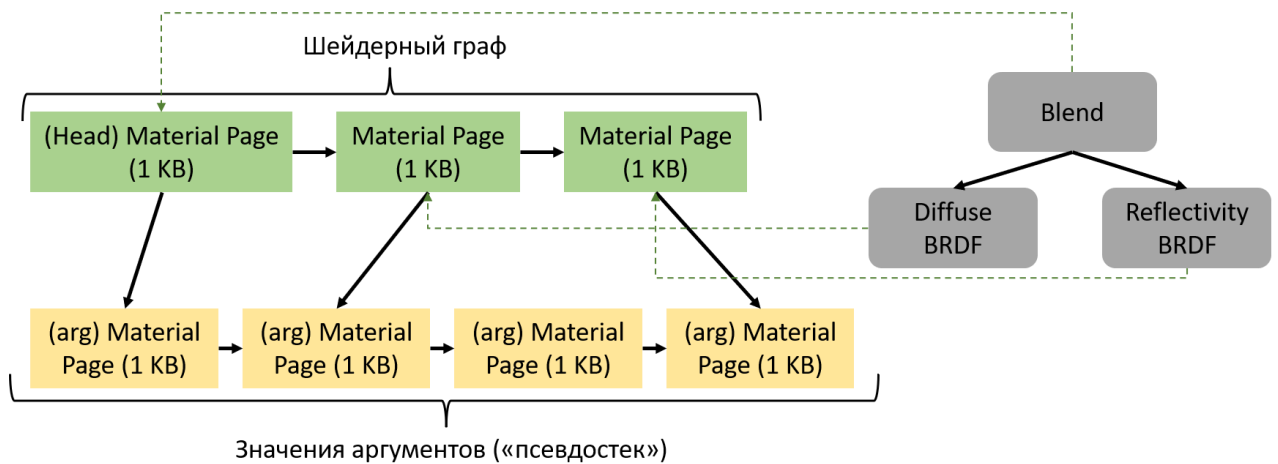 Шейдерный граф
(Head) Material Page
(1 KB)
Material Page
(1 KB)
Material Page
(1 KB)
Blend
Diffuse
BRDF
Reflectivity
BRDF
(arg) Material
Page (1 KB)
(arg) Material
Page (1 KB)
(arg) Material
Page (1 KB)
(arg) Material
Page (1 KB)
Значения аргументов («псевдостек»)